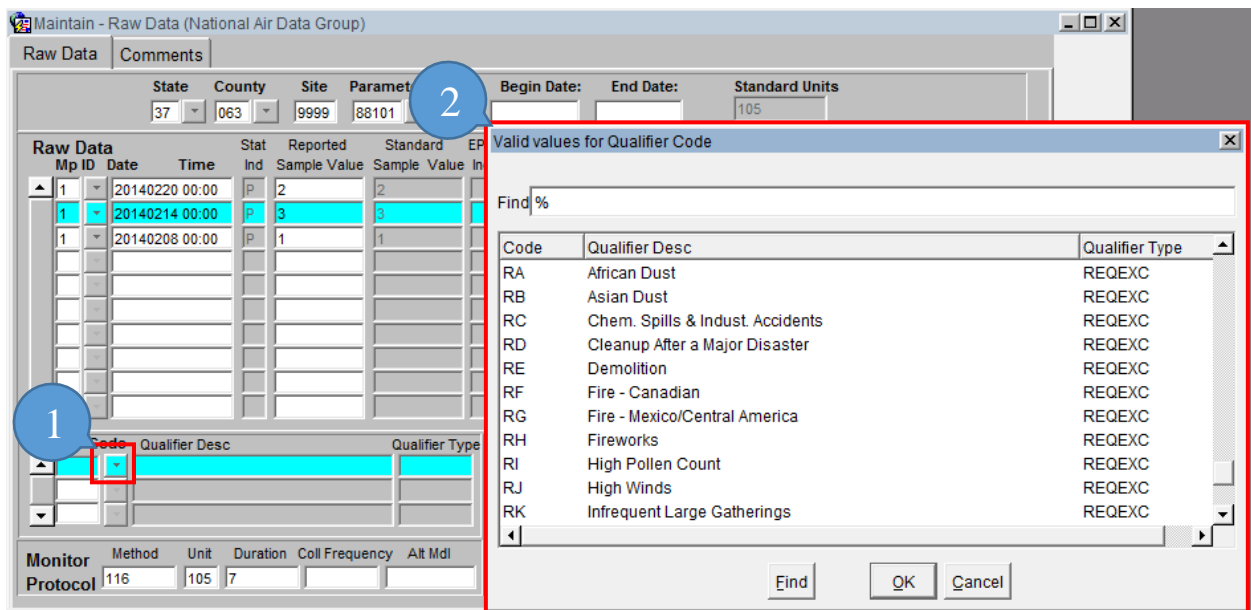 Maintain - Raw Data (National Air Data Group)
Raw Data Comments
State County Site Paramet Begin Date: End Date: Standard Units
2
37 063 9999 88101 105
Raw Data
Stat Reported Standard EP
Mp ID Date Time Ind Sample Value Sample Value In
1 20140220 00:00 P 2 2
1 20140214 00:00 P 3 3
1 20140208 00:00 P 1 1
1
Code Qualifier Desc Qualifier Type
Monitor Protocol
Method Unit Duration Coll Frequency Alt Mdl
116 105 7
Valid values for Qualifier Code
Find %
Code Qualifier Desc Qualifier Type
RA African Dust REQEXC
RB Asian Dust REQEXC
RC Chem. Spills & Indust. Accidents REQEXC
RD Cleanup After a Major Disaster REQEXC
RE Demolition REQEXC
RF Fire - Canadian REQEXC
RG Fire - Mexico/Central America REQEXC
RH Fireworks REQEXC
RI High Pollen Count REQEXC
RJ High Winds REQEXC
RK Infrequent Large Gatherings REQEXC
Find OK Cancel